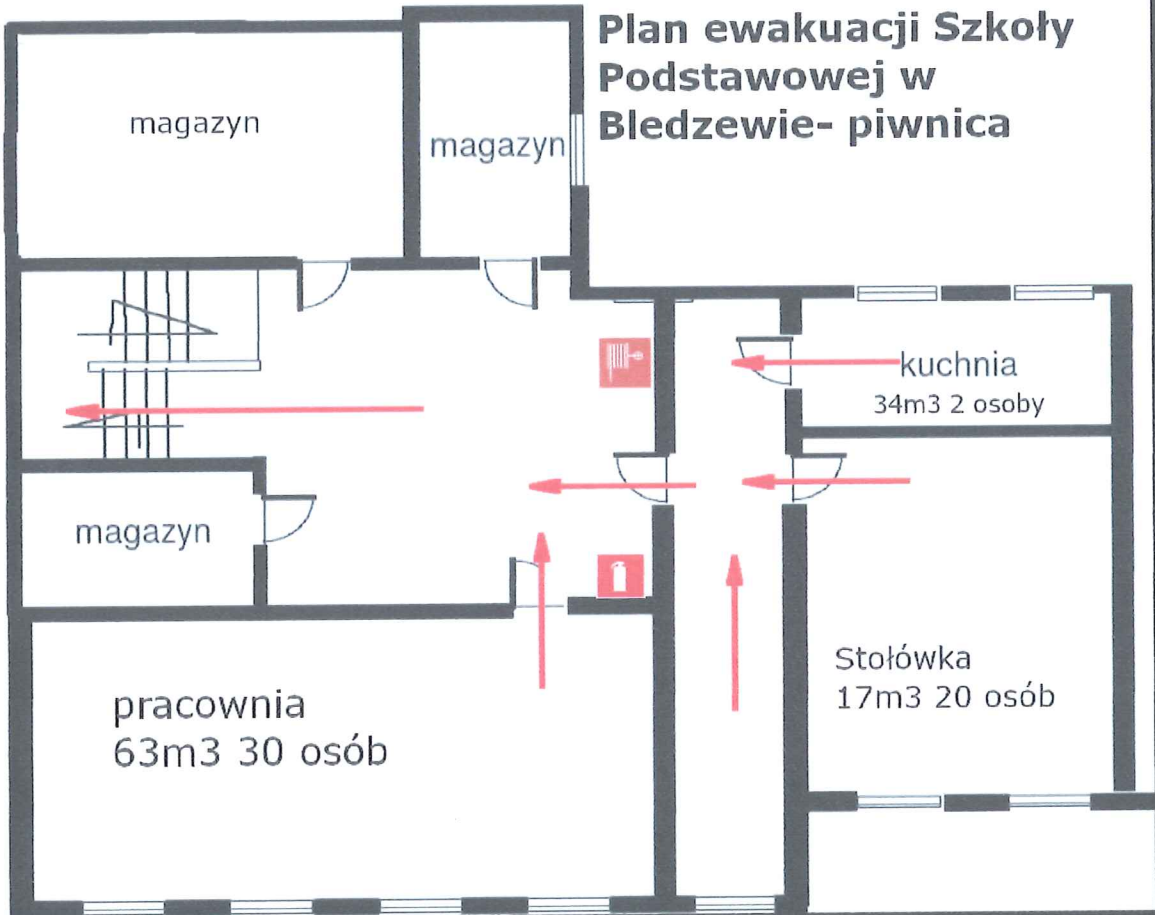 Plan ewakuacji Szkoły
Podstawowej w
Bledzewie- piwnica
magazyn
magazyn
kuchnia
34m3 2 osoby
magazyn
Stołówka
17m3 20 osób
pracownia
63m3 30 osób